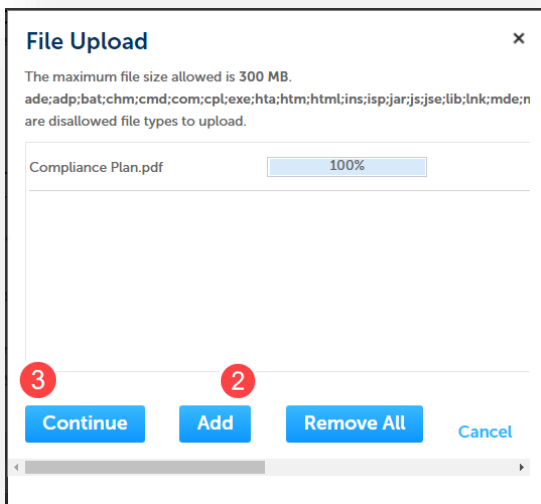 File Upload
×
The maximum file size allowed is 300 MB.
ade;adp;bat;chm;cmd;com;cpl;exe;hta;htm;html;ins;isp;jar;js;jse;lib;lnk;mde;
are disallowed file types to upload.
Compliance Plan.pdf 100%
3 2
Continue Add Remove All Cancel